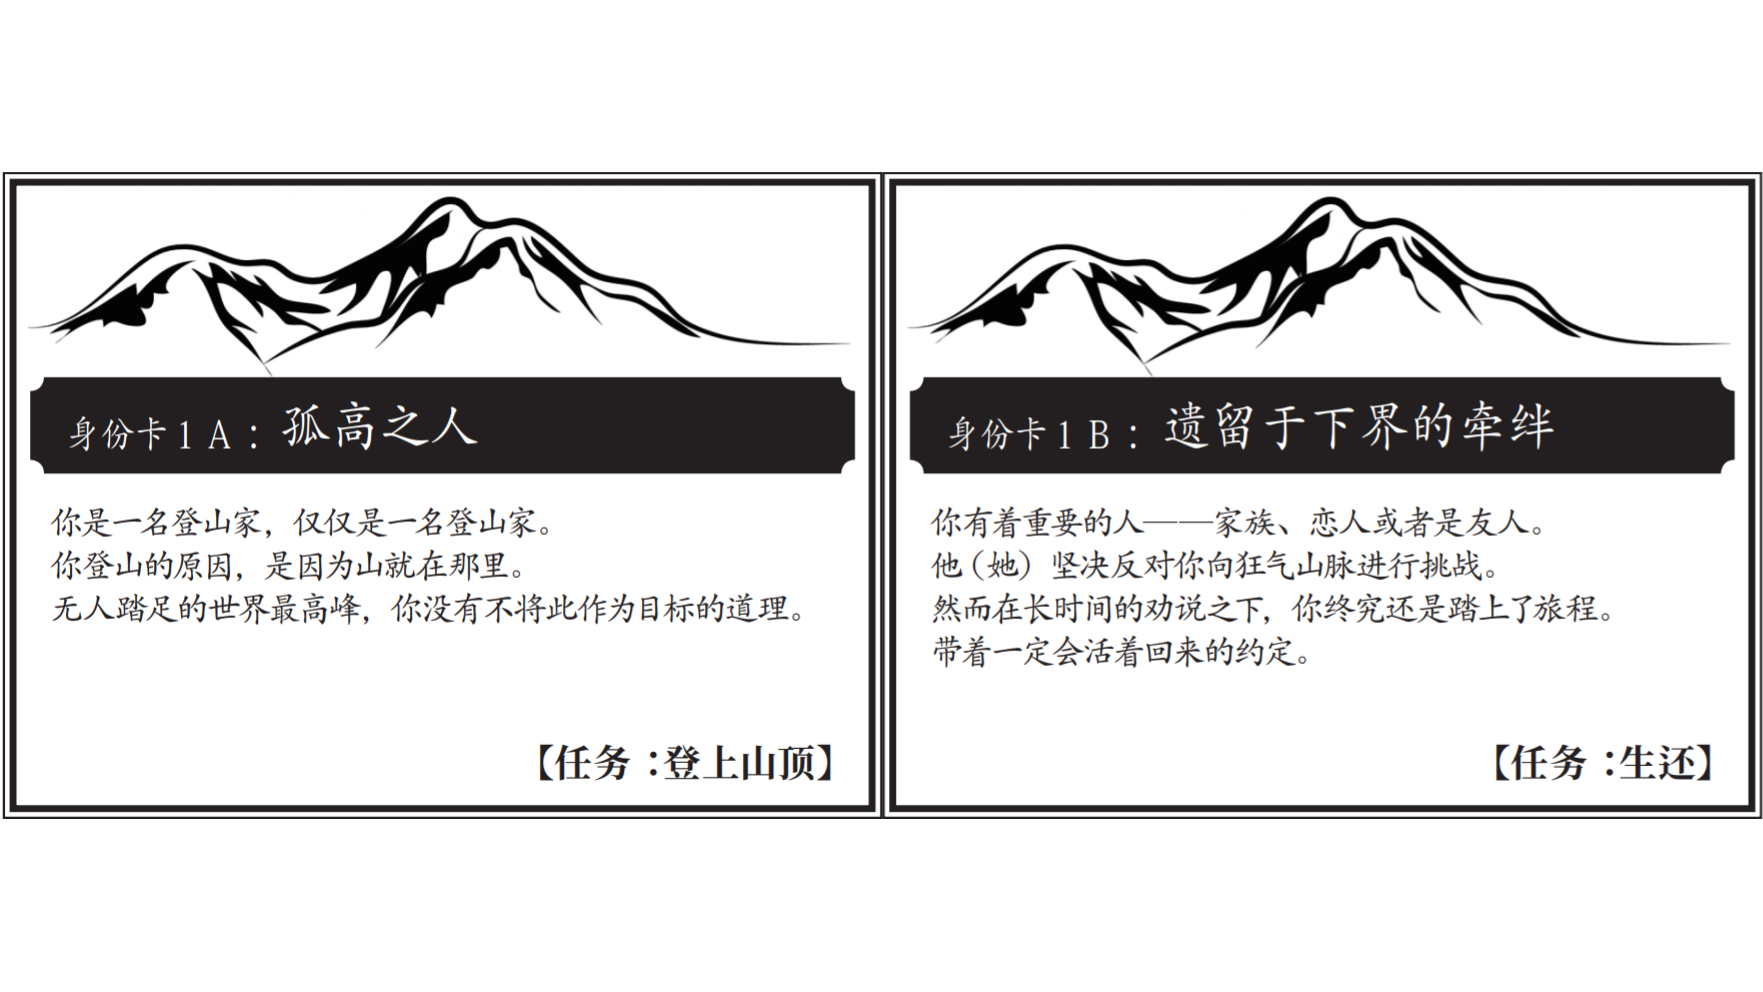 身份卡1A：孤高之人
你是一名登山家，仅仅是一名登山家。
你登山的原因，是因为山就在那里。
无人踏足的世界最高峰，你没有不将此作为目标的道理。
【任务：登上山顶】
身份卡1B：遗留于下界的牵绊
你有着重要的人——家族、恋人或者是友人。
他（她）坚决反对你向狂气山脉进行挑战。
然而在长时间的劝说之下，你终究还是踏上了旅程。
带着一定会活着回来的约定。
【任务：生还】